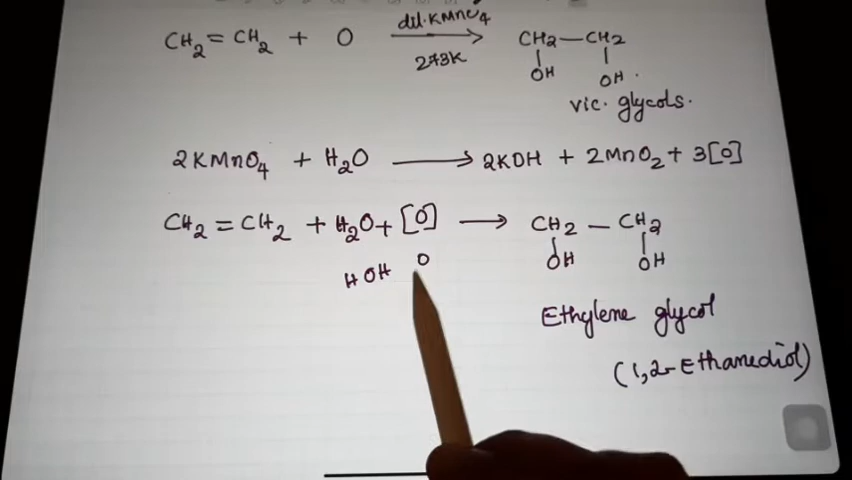 CH₂=CH₂ + O dil.KMnO₄ 273K CH₂—CH₂
OH OH.
vic. glycols.
2KMnO₄ + H₂O → 2KOH + 2MnO₂ + 3[O]
CH₂=CH₂ + H₂O + [O] → CH₂—CH₂
HOH O OH OH
Ethylene glycol
(1,2-Ethanediol)